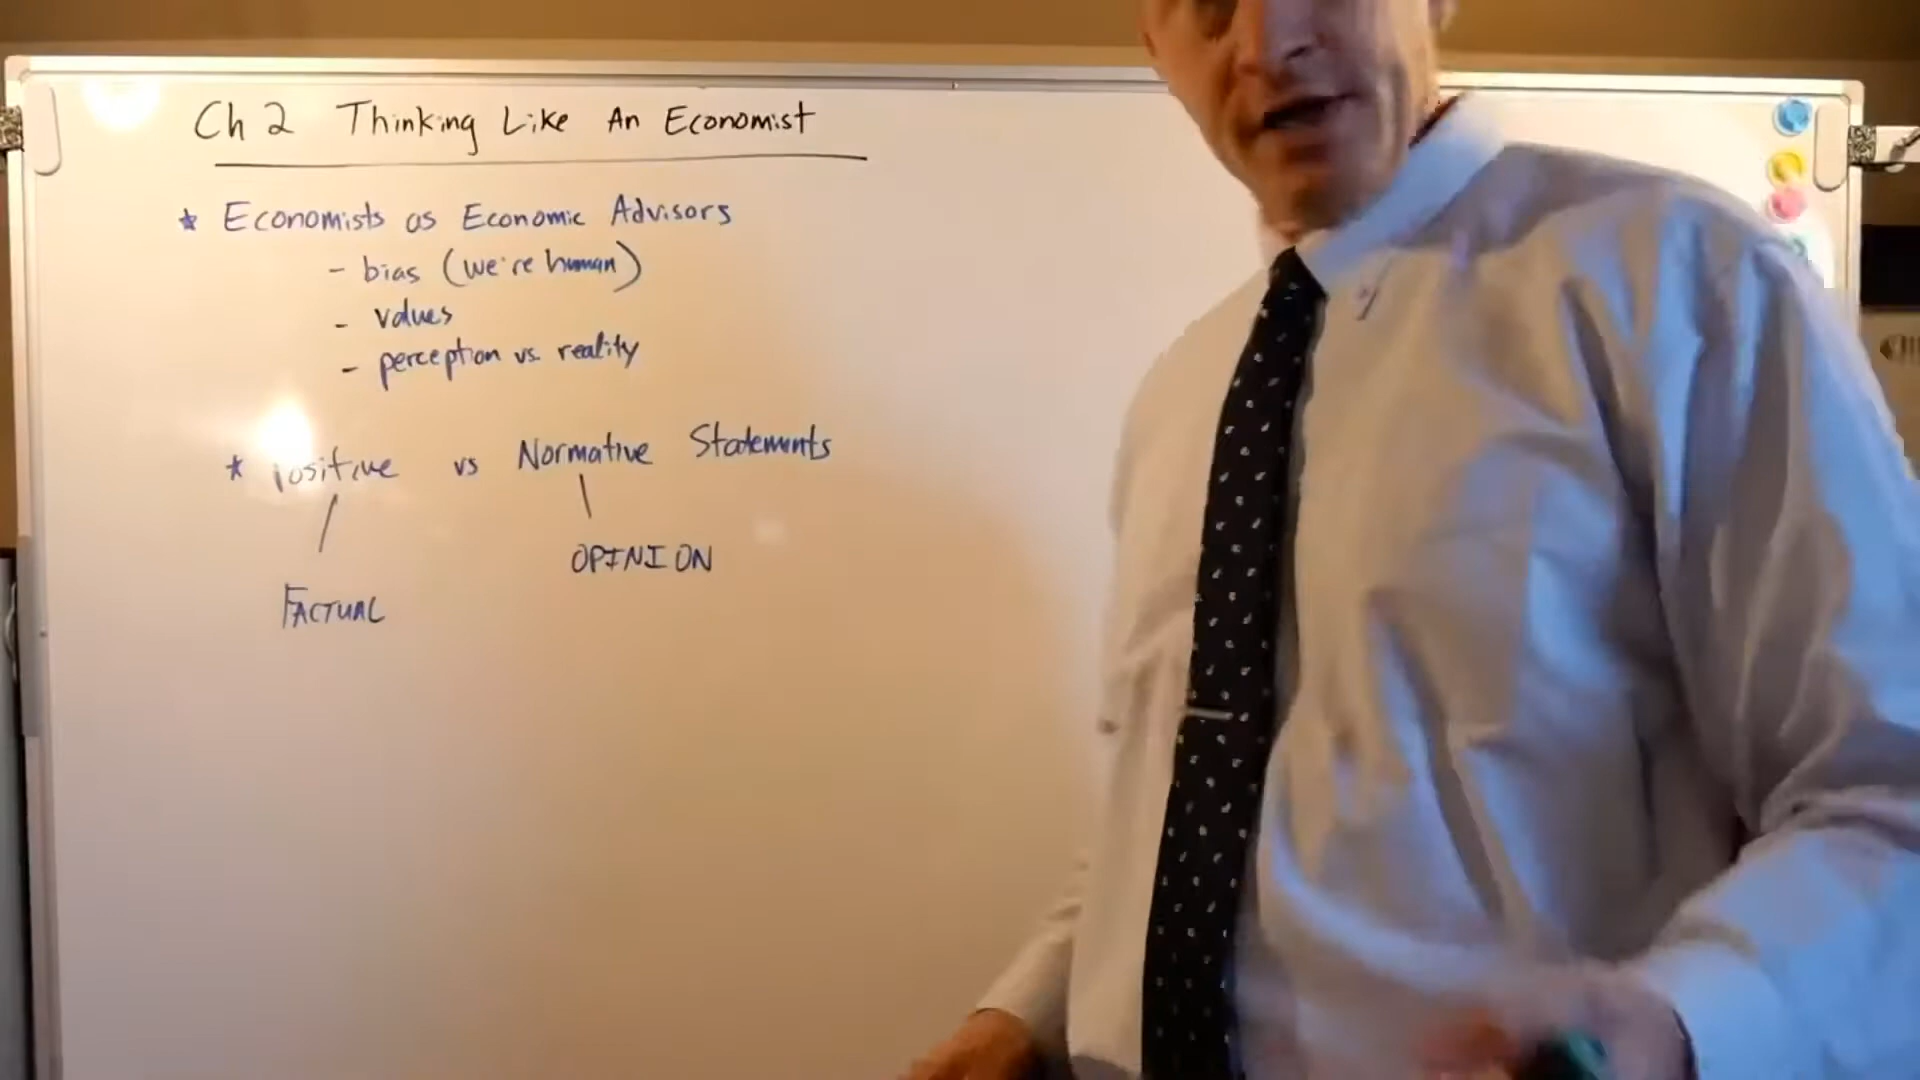 Ch 2 Thinking Like An Economist
* Economists as Economic Advisors
- bias (we're human)
- values
- perception vs. reality
* Positive vs Normative Statements
OPINION
FACTUAL